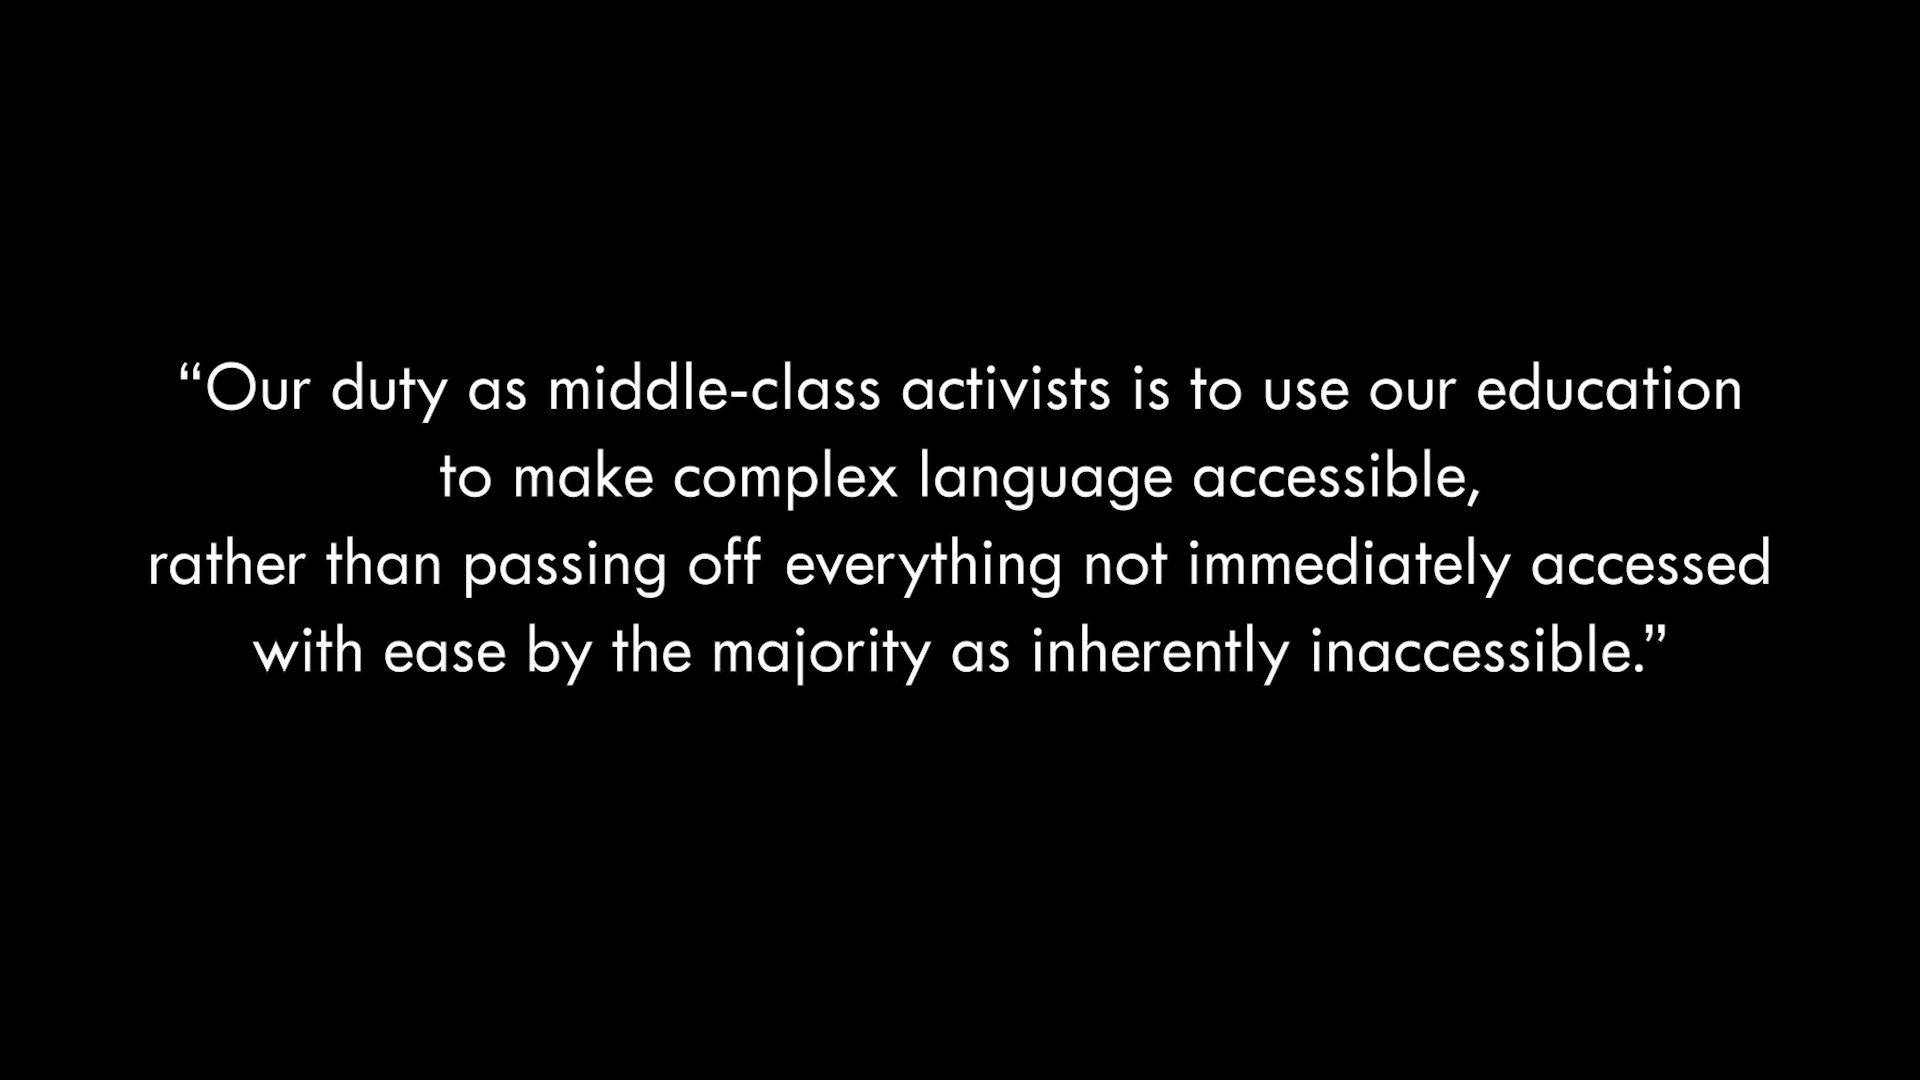 “Our duty as middle-class activists is to use our education
to make complex language accessible,
rather than passing off everything not immediately accessed
with ease by the majority as inherently inaccessible.”